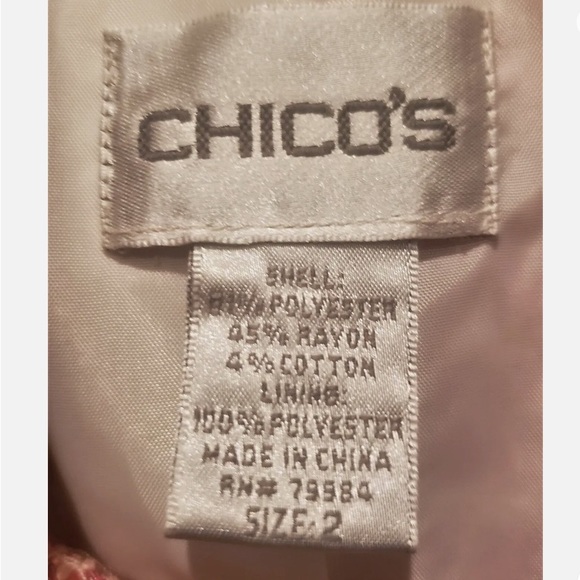 CHICO'S
SHELL:
POLYESTER
45% RAYON
4% COTTON
LINING:
100% POLYESTER
MADE IN CHINA
RN# 79984
SIZE: 2